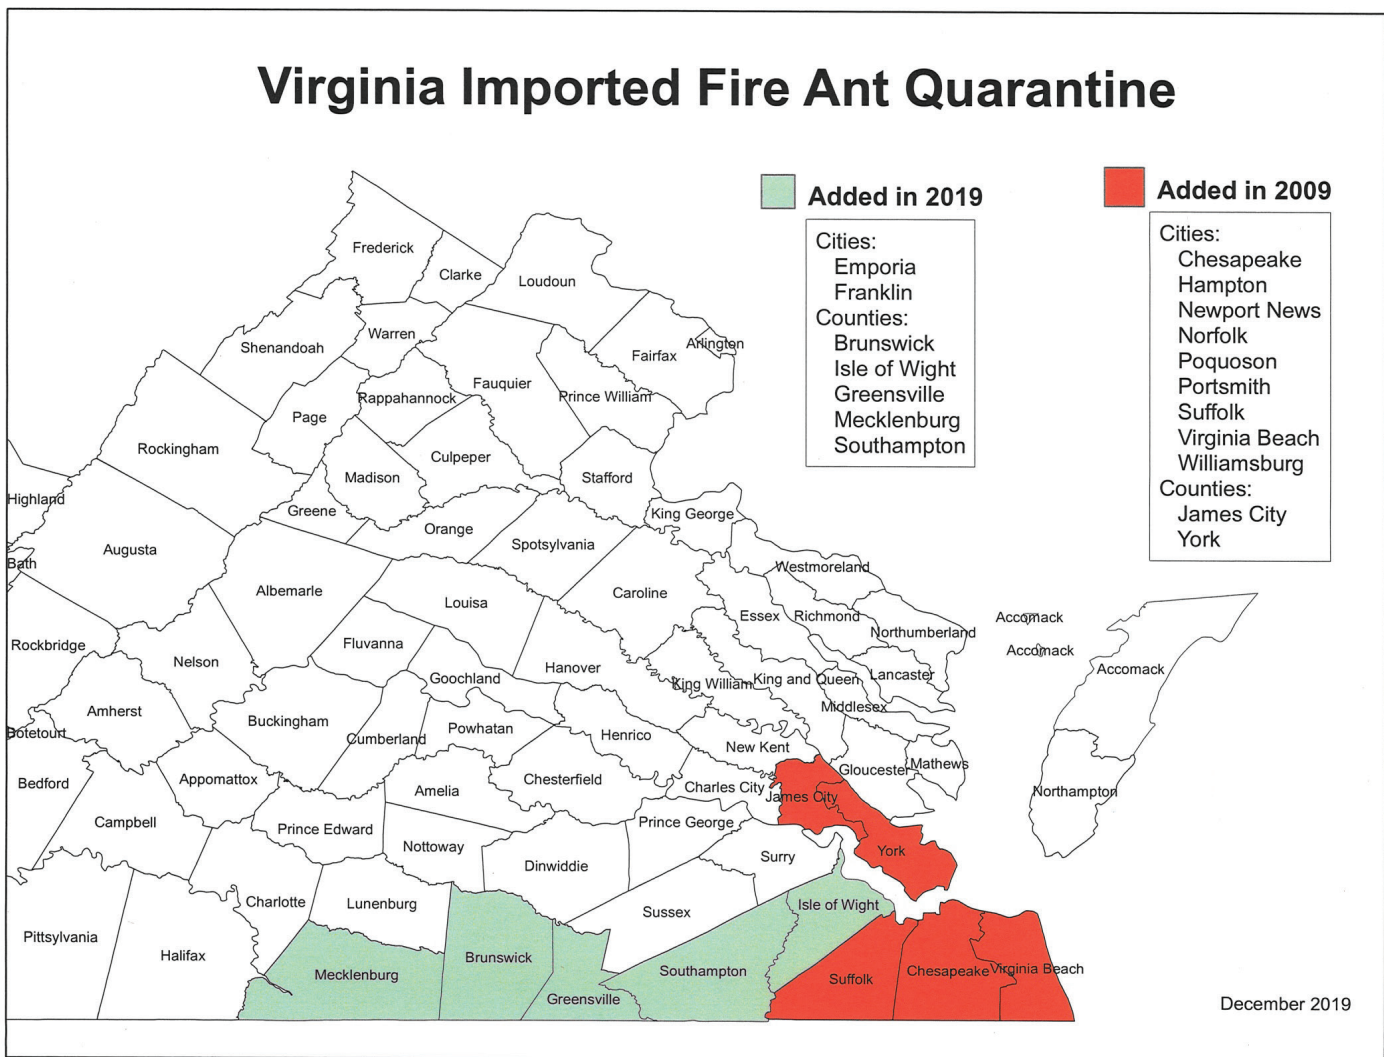 Virginia Imported Fire Ant Quarantine
Added in 2019
Cities:
Emporia
Franklin
Counties:
Brunswick
Isle of Wight
Greensville
Mecklenburg
Southampton
Added in 2009
Cities:
Chesapeake
Hampton
Newport News
Norfolk
Poquoson
Portsmith
Suffolk
Virginia Beach
Williamsburg
Counties:
James City
York
Frederick
Clarke
Loudoun
Warren
Shenandoah
Fairfax
Arlington
Fauquier
Prince William
Rappahannock
Page
Rockingham
Culpeper
Madison
Stafford
Highland
Greene
King George
Orange
Spotsylvania
Augusta
Bath
Westmoreland
Albemarle
Caroline
Louisa
Essex
Richmond
Accomack
Northumberland
Fluvanna
Rockbridge
Accomack
Nelson
Hanover
Accomack
Lancaster
Goochland
King William
King and Queen
Middlesex
Amherst
Buckingham
Powhatan
Botetourt
Cumberland
Henrico
New Kent
Mathews
Gloucester
Appomattox
Chesterfield
Bedford
Amelia
Charles City
Northampton
James City
Campbell
Prince George
Prince Edward
Nottoway
York
Surry
Dinwiddie
Charlotte
Lunenburg
Isle of Wight
Sussex
Pittsylvania
Halifax
Brunswick
Mecklenburg
Southampton
Chesapeake
Virginia Beach
Suffolk
Greensville
December 2019